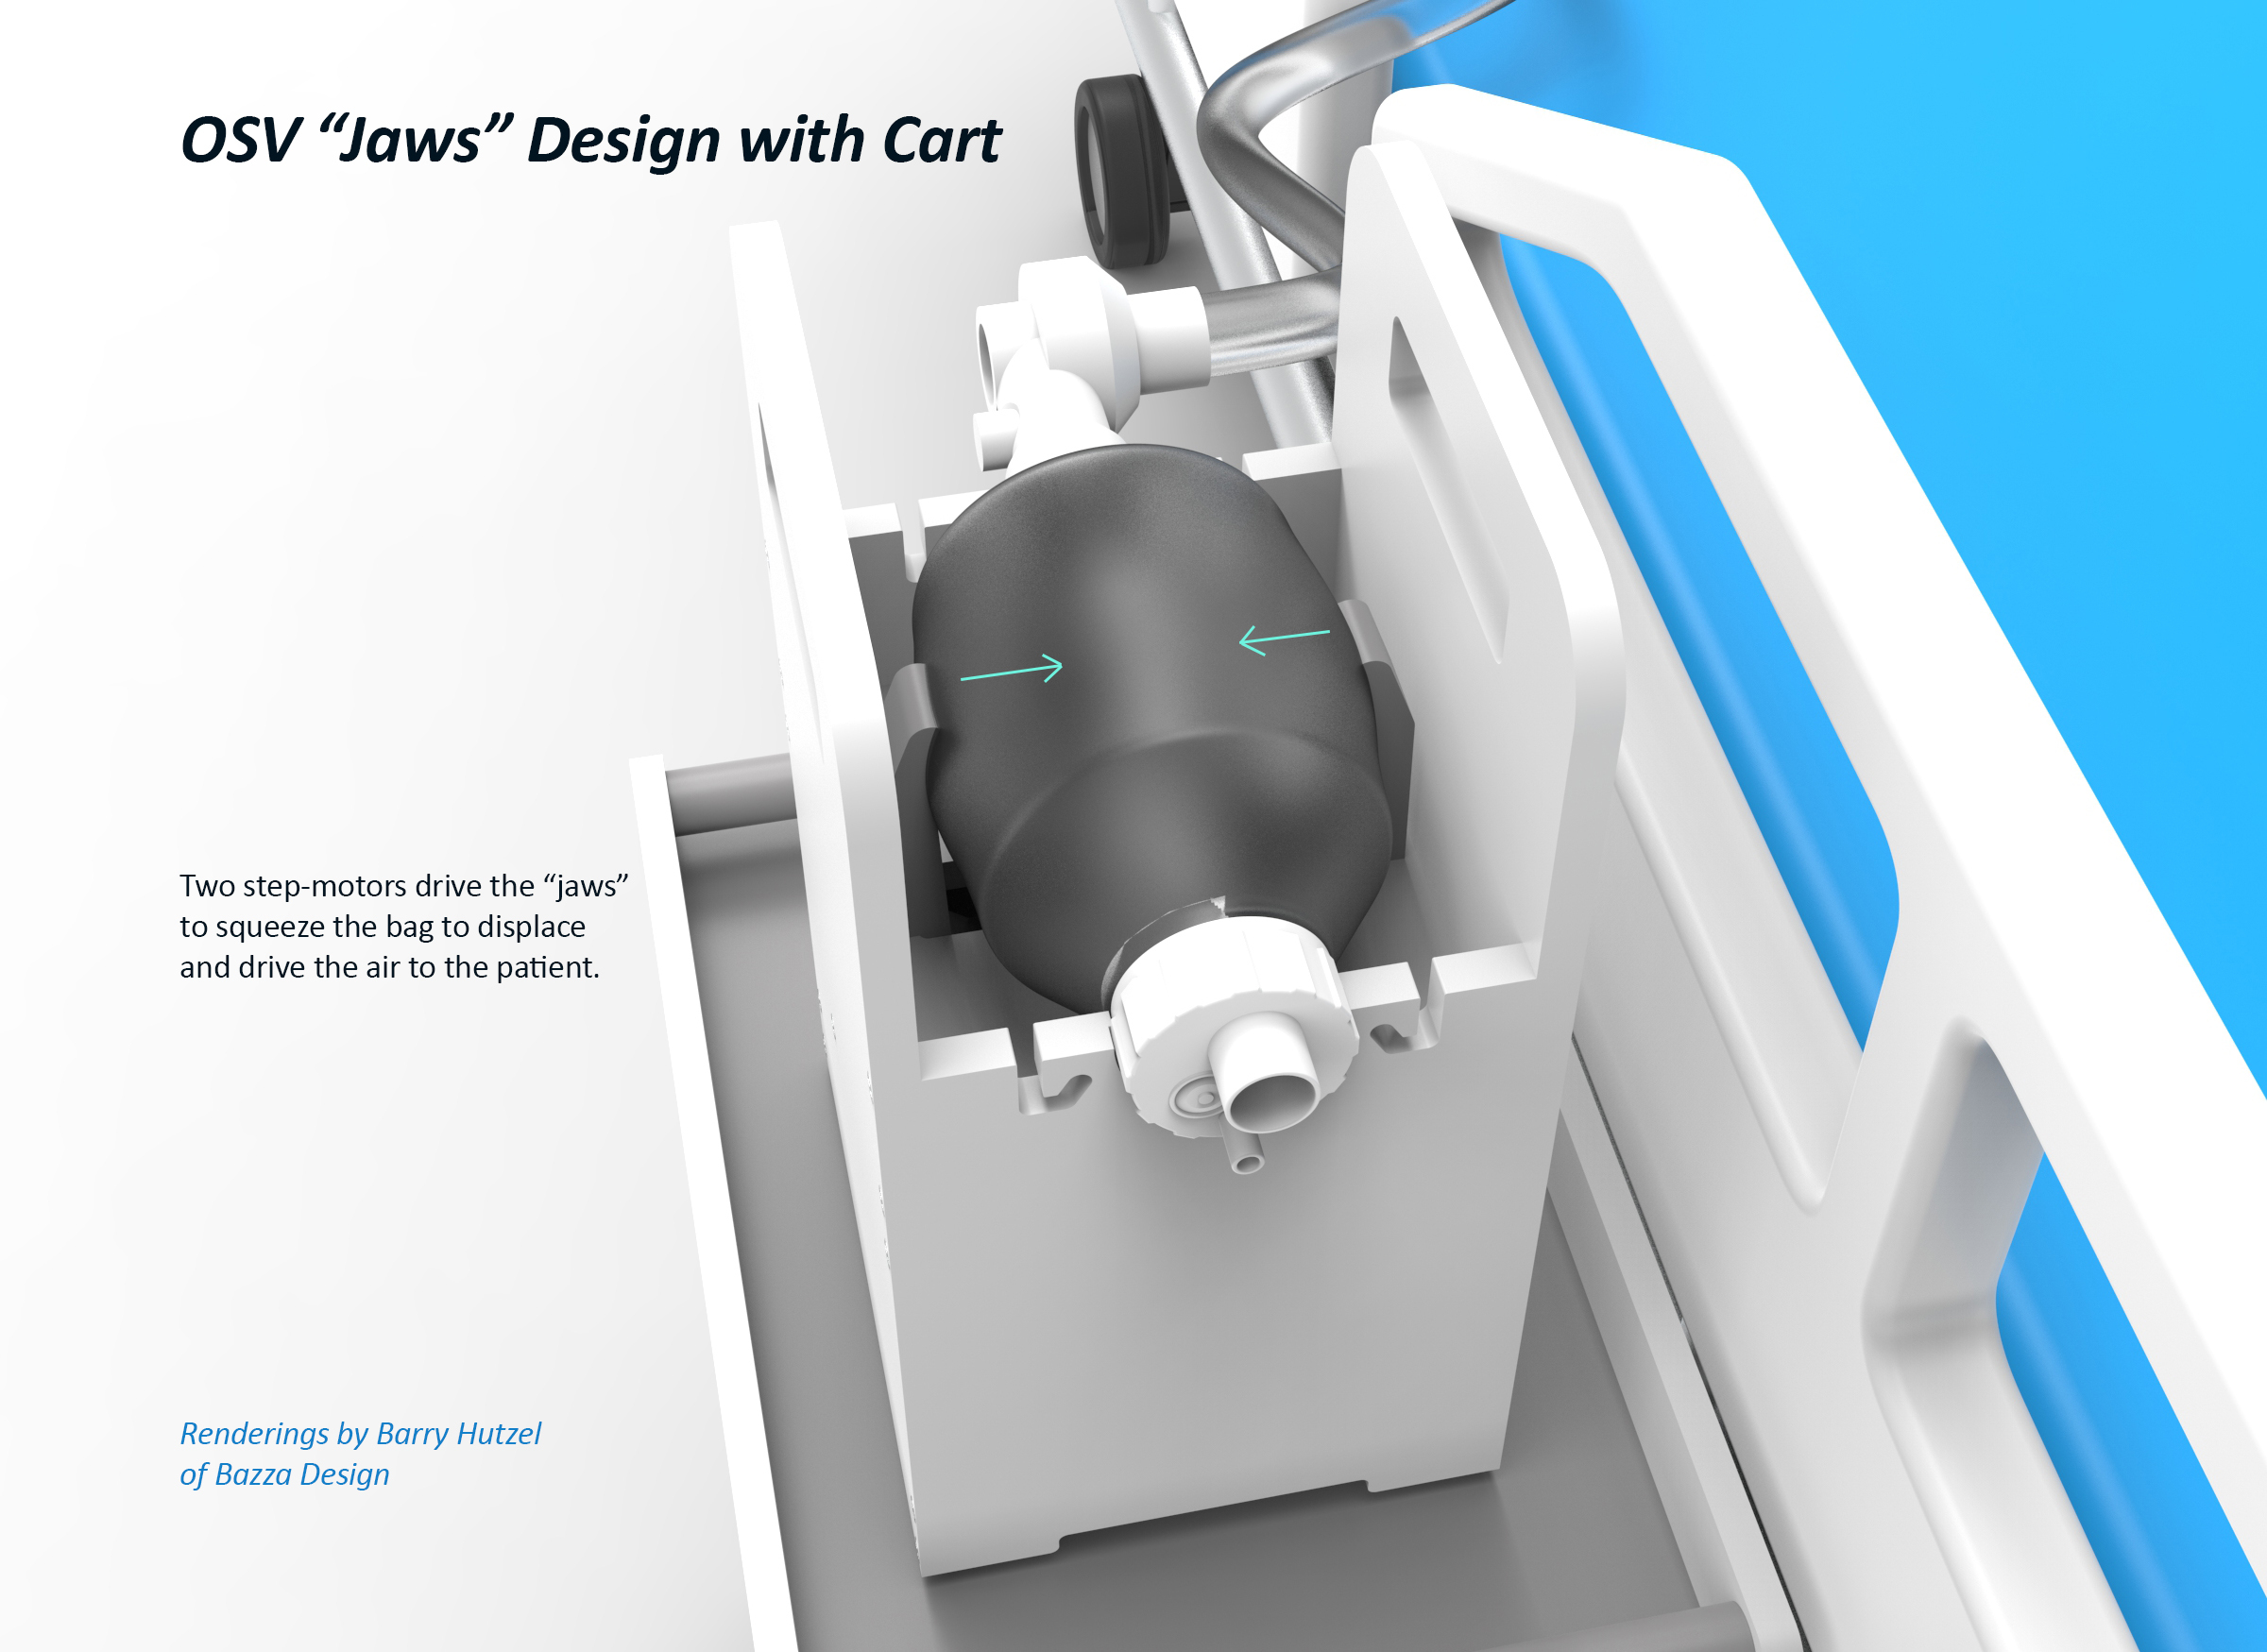 OSV “Jaws” Design with Cart
Two step-motors drive the “jaws”
to squeeze the bag to displace
and drive the air to the patient.
Renderings by Barry Hutzel
of Bazza Design